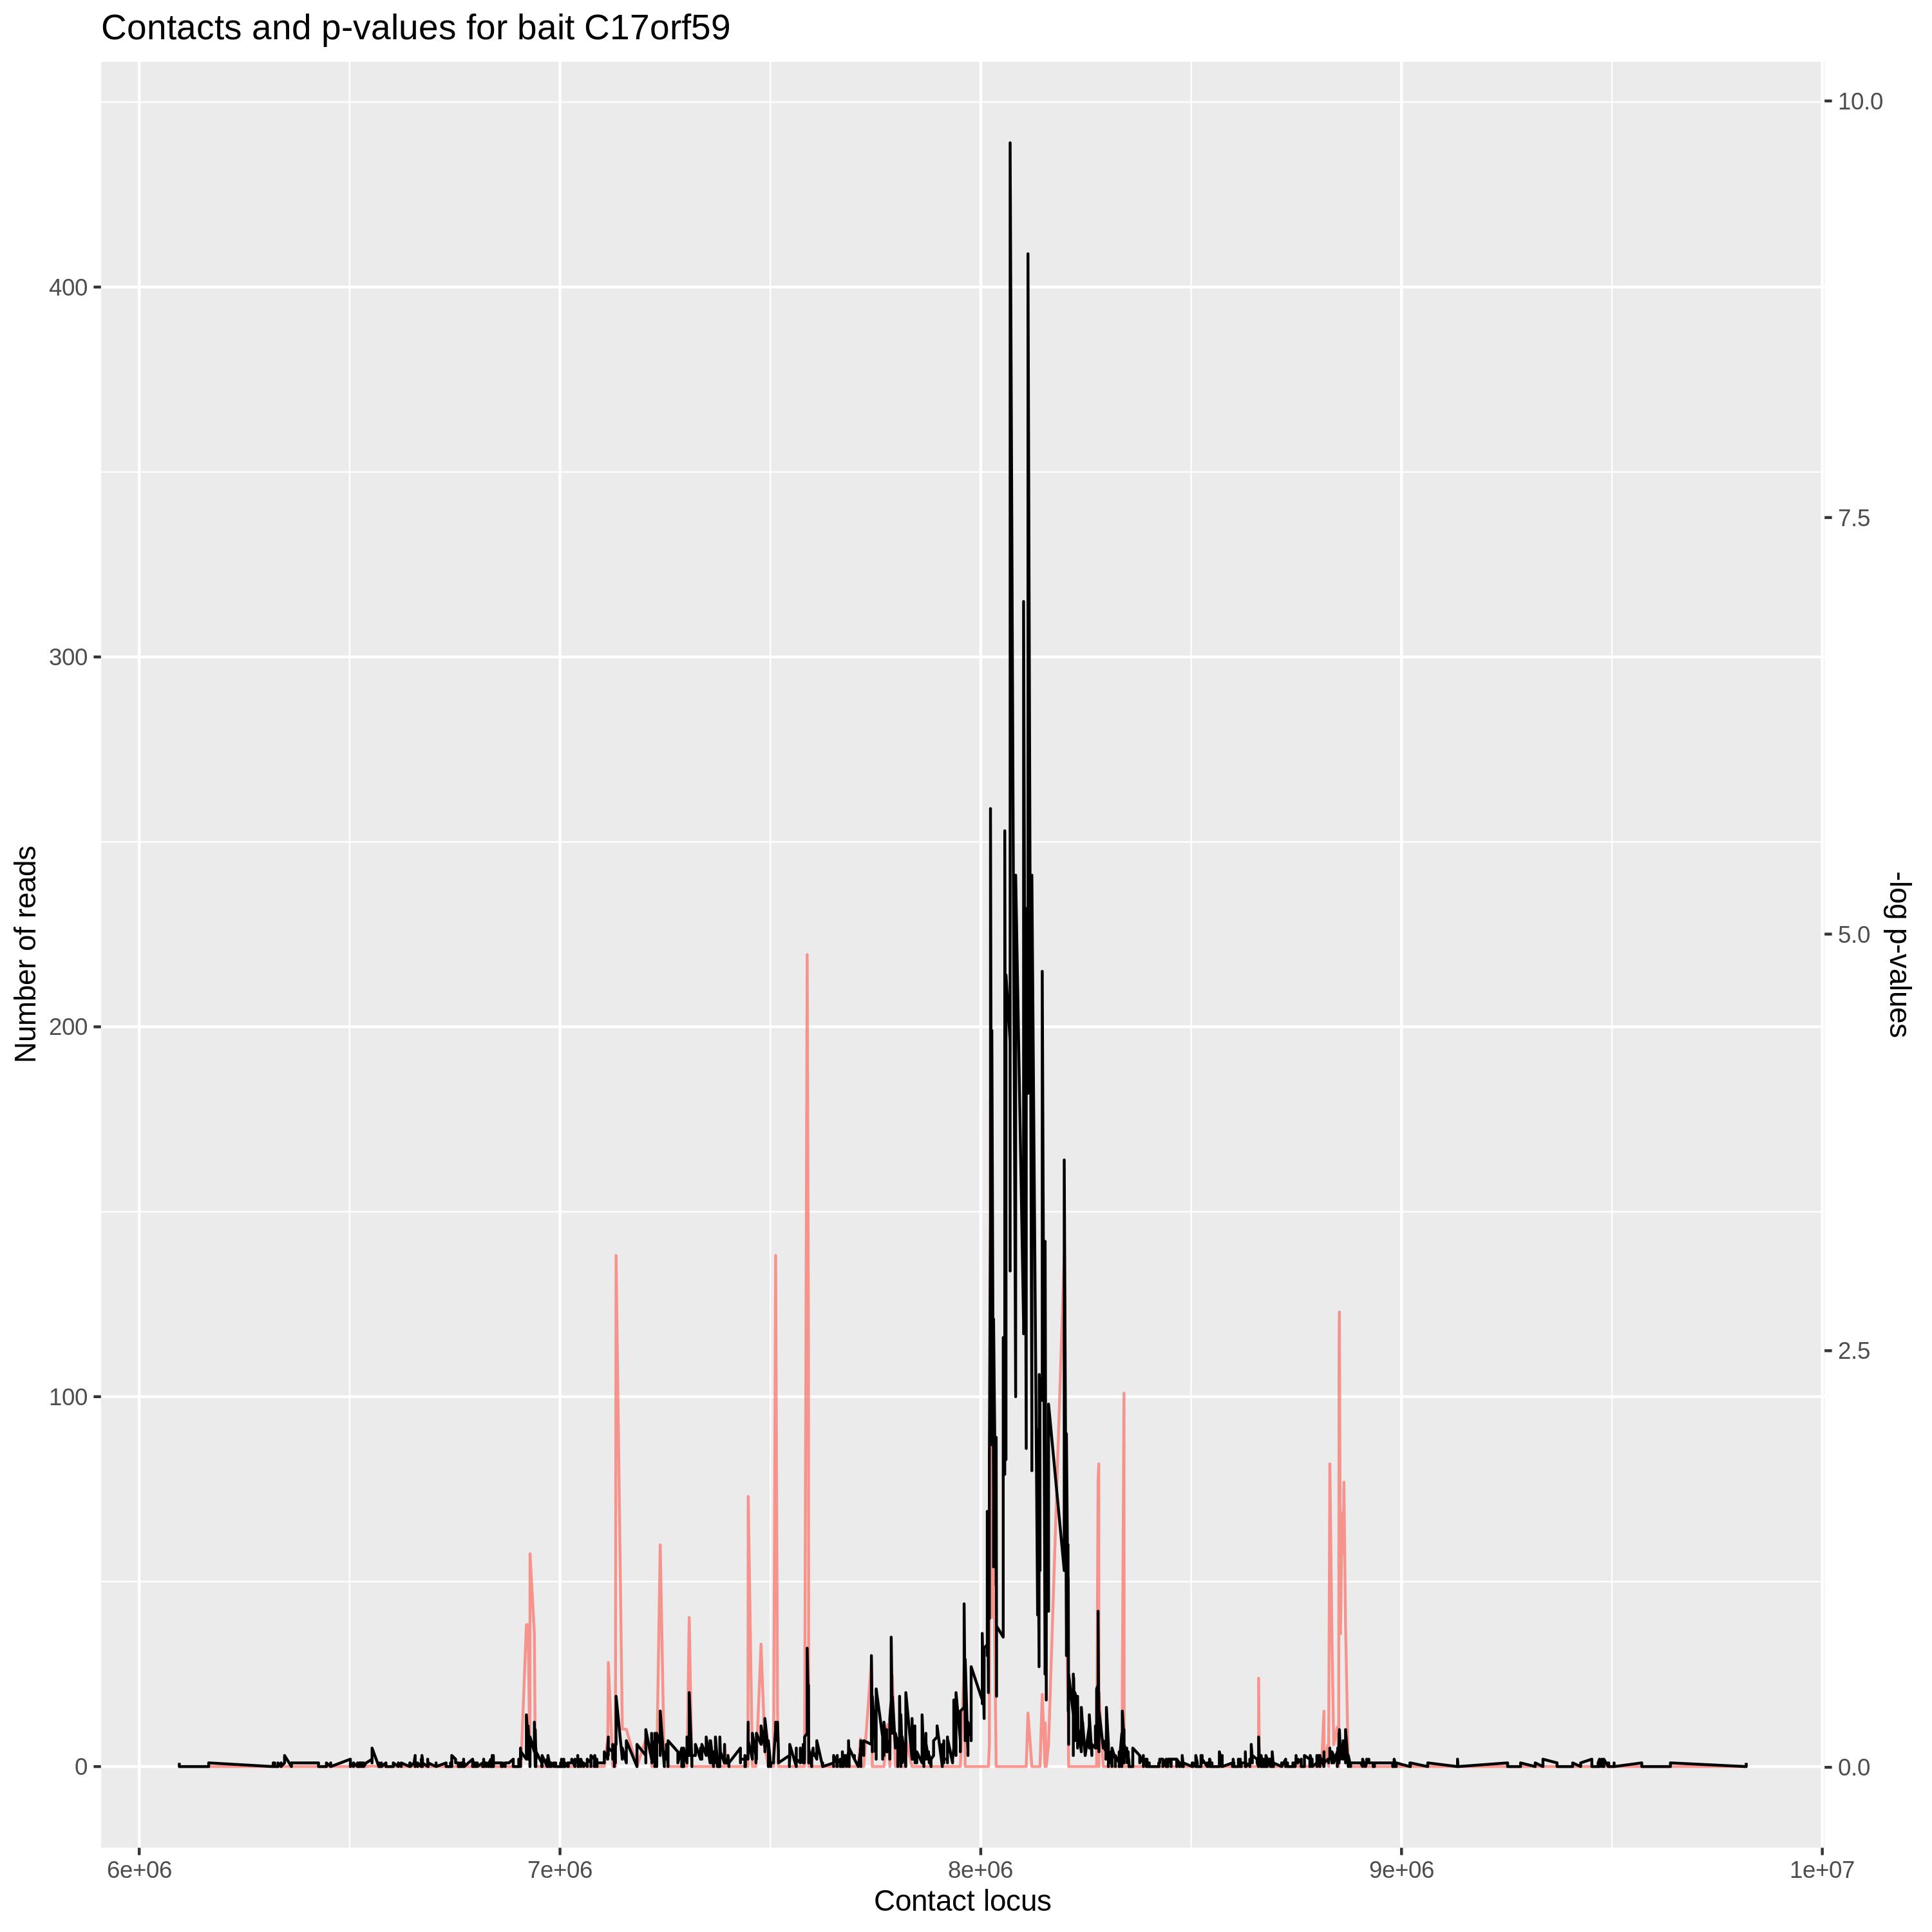 Contacts and p-values for bait C17orf59
Number of reads
400
300
200
100
0
10.0
7.5
5.0
2.5
0.0
-log p-values
6e+06
7e+06
8e+06
9e+06
1e+07
Contact locus